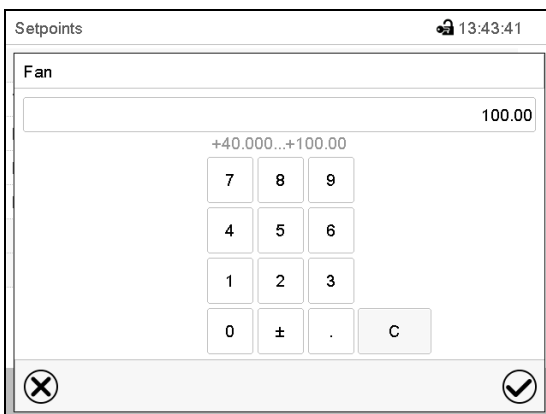 Setpoints 13:43:41
Fan
100.00
+40.000...+100.00
7 8 9
4 5 6
1 2 3
0 ± . C